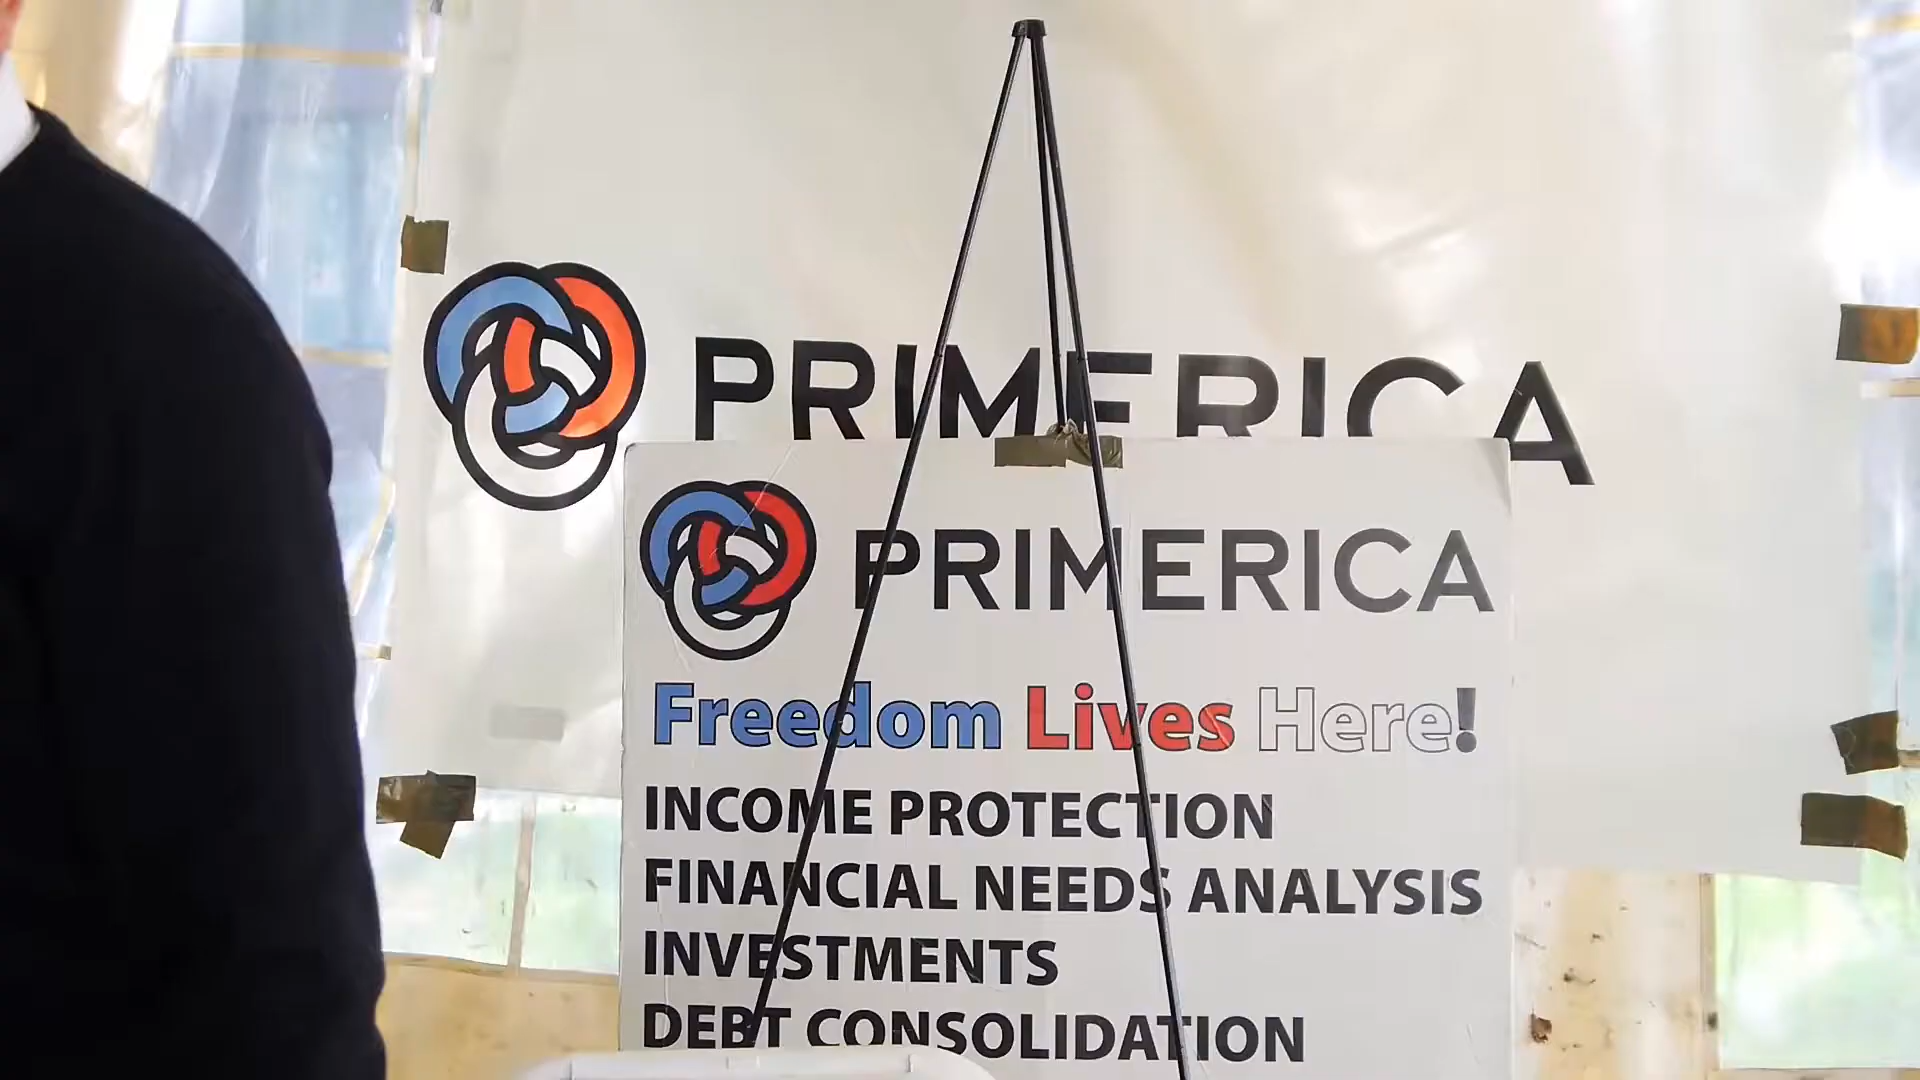 PRIMERICA
PRIMERICA
Freedom Lives Here!
INCOME PROTECTION
FINANCIAL NEEDS ANALYSIS
INVESTMENTS
DEBT CONSOLIDATION